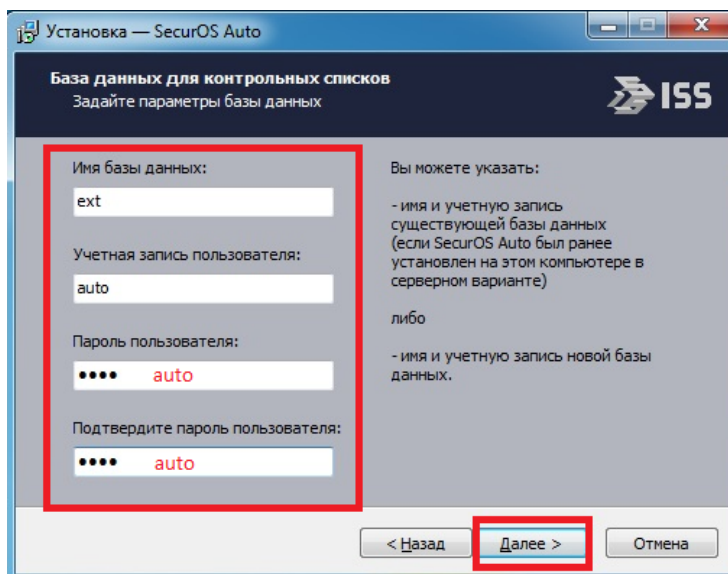 Установка — SecurOS Auto
База данных для контрольных списков
Задайте параметры базы данных
ISS
Имя базы данных:
ext
Учетная запись пользователя:
auto
Пароль пользователя:
•••• auto
Подтвердите пароль пользователя:
•••• auto
Вы можете указать:
- имя и учетную запись
существующей базы данных
(если SecurOS Auto был ранее
установлен на этом компьютере в
серверном варианте)
либо
- имя и учетную запись новой базы
данных.
< Назад
Далее >
Отмена